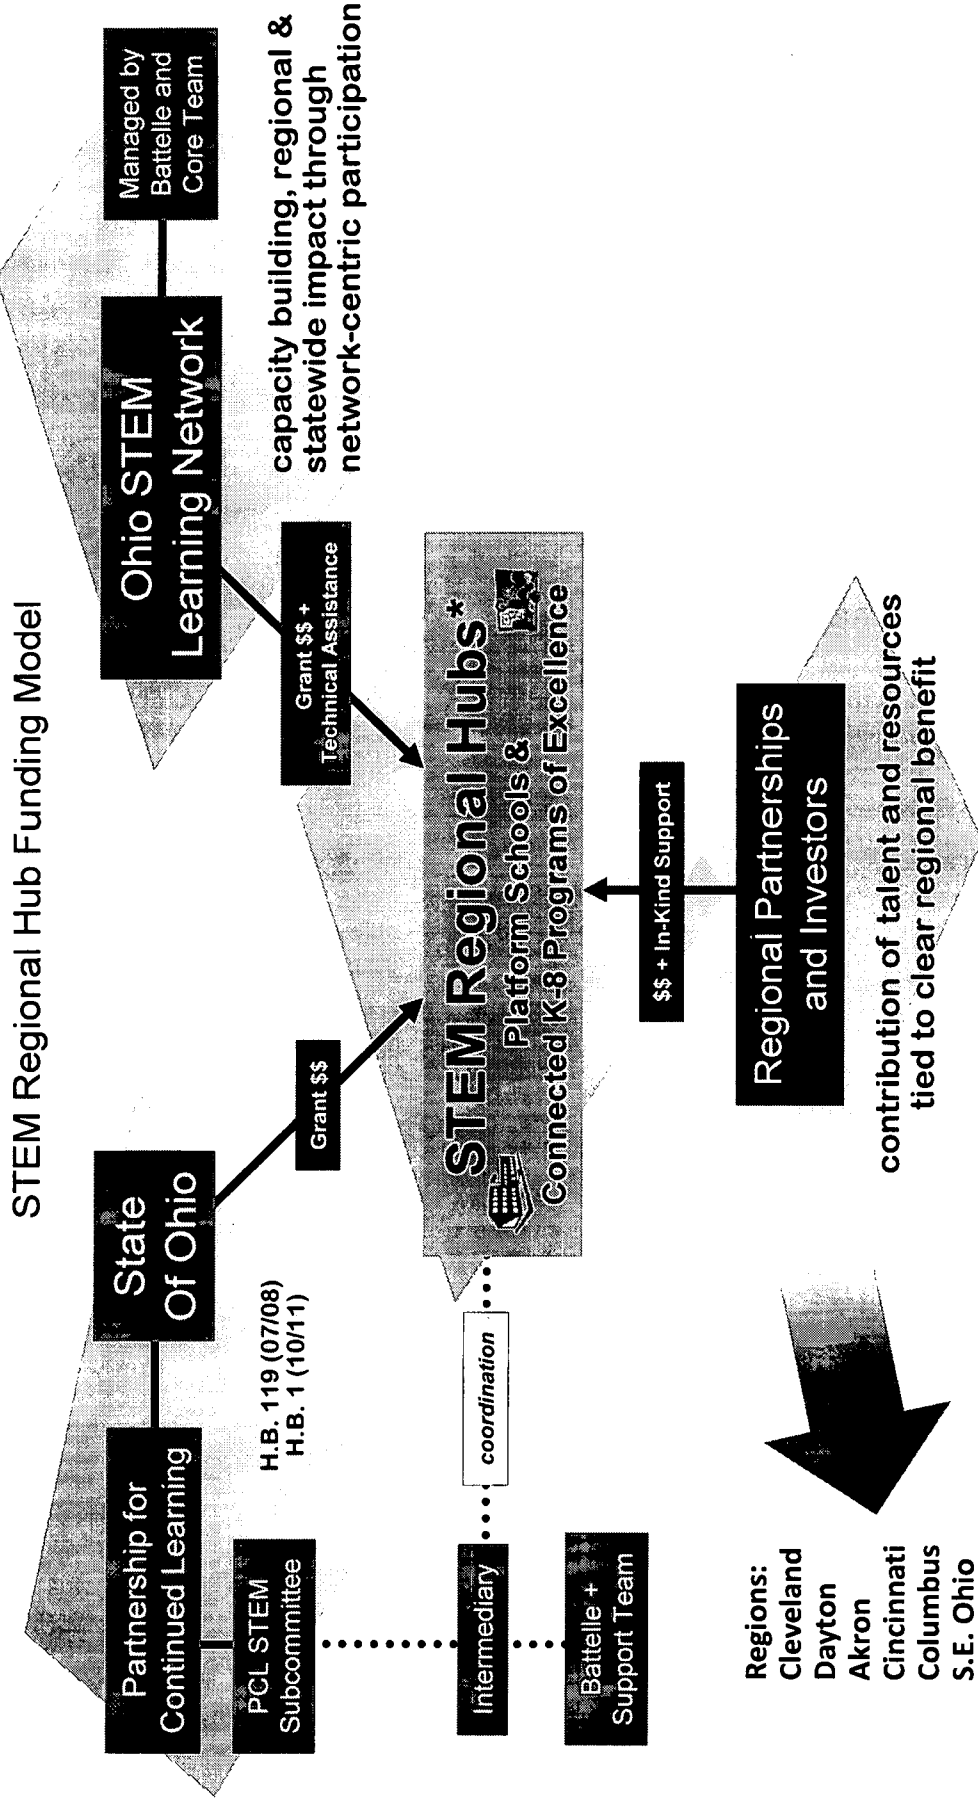 STEM Regional Hub Funding Model
Partnership for
Continued Learning
State
Of Ohio
Ohio STEM
Learning Network
Managed by
Battelle and
Core Team
PCL STEM
Subcommittee
H.B. 119 (07/08)
H.B. 1 (10/11)
Grant $$
Grant $$ +
Technical Assistance
capacity building, regional &
statewide impact through
network-centric participation
Intermediary
coordination
STEM Regional Hubs*
Platform Schools &
Connected K-8 Programs of Excellence
Battelle +
Support Team
$$ + In-Kind Support
Regional Partnerships
and Investors
contribution of talent and resources
tied to clear regional benefit
Regions:
Cleveland
Dayton
Akron
Cincinnati
Columbus
S.E. Ohio